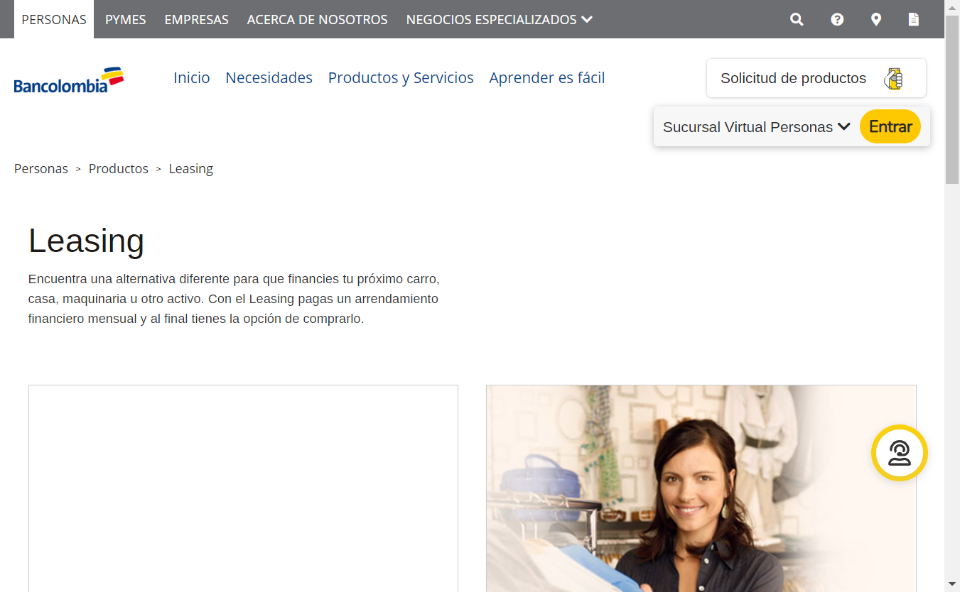 PERSONAS PYMES EMPRESAS ACERCA DE NOSOTROS NEGOCIOS ESPECIALIZADOS
Bancolombia Inicio Necesidades Productos y Servicios Aprender es fácil Solicitud de productos
Sucursal Virtual Personas Entrar
Personas > Productos > Leasing
Leasing
Encuentra una alternativa diferente para que financies tu próximo carro,
casa, maquinaria u otro activo. Con el Leasing pagas un arrendamiento
financiero mensual y al final tienes la opción de comprarlo.